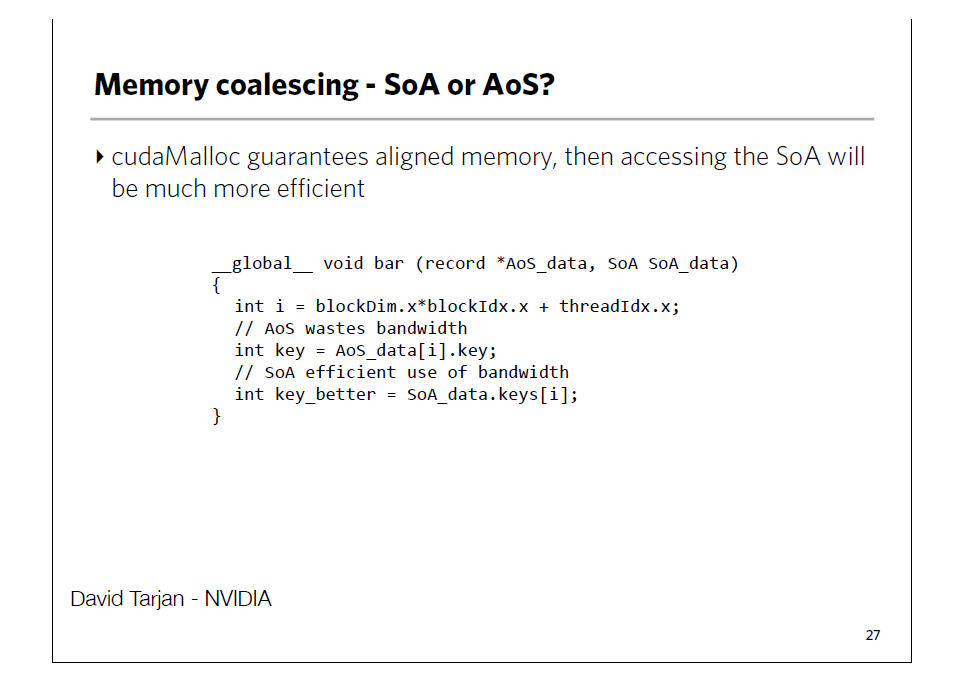 Memory coalescing - SoA or AoS?
cudaMalloc guarantees aligned memory, then accessing the SoA will
be much more efficient
__global__ void bar (record *AoS_data, SoA SoA_data)
{
int i = blockDim.x*blockIdx.x + threadIdx.x;
// AoS wastes bandwidth
int key = AoS_data[i].key;
// SoA efficient use of bandwidth
int key_better = SoA_data.keys[i];
}
David Tarjan - NVIDIA
27